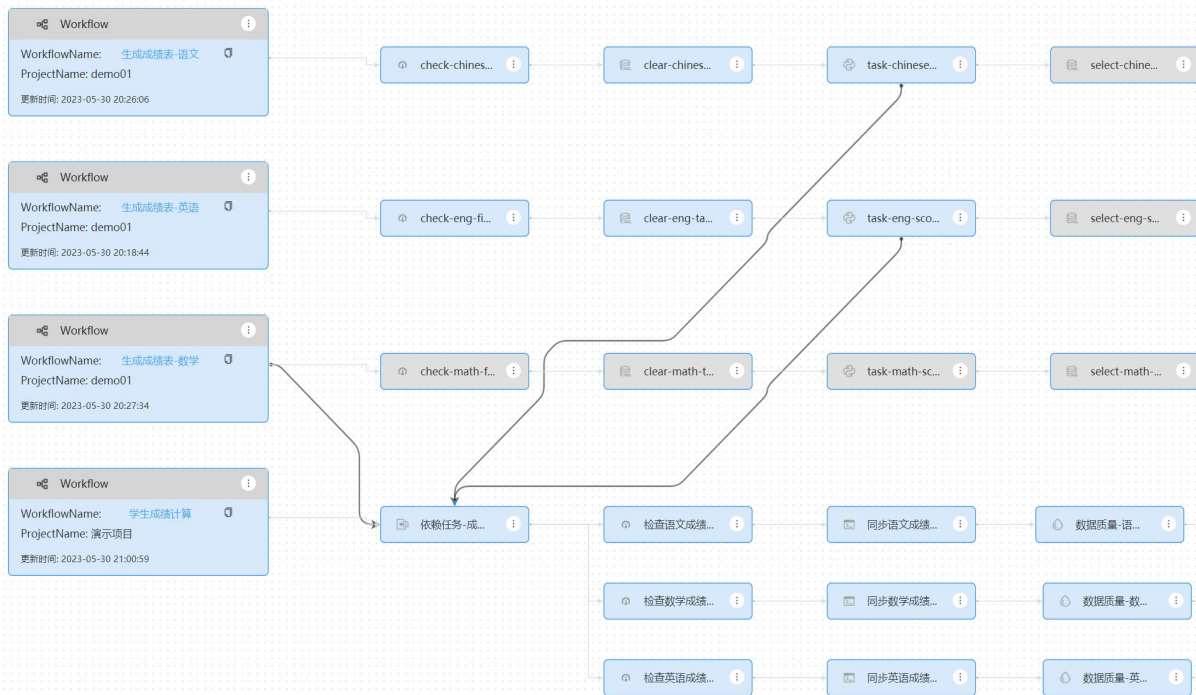 Workflow
WorkflowName: 生成成绩表-语文
ProjectName: demo01
更新时间: 2023-05-30 20:26:06
check-chines...
clear-chines...
task-chinese...
select-chine...
Workflow
WorkflowName: 生成成绩表-英语
ProjectName: demo01
更新时间: 2023-05-30 20:18:44
check-eng-fi...
clear-eng-ta...
task-eng-sco...
select-eng-s...
Workflow
WorkflowName: 生成成绩表-数学
ProjectName: demo01
更新时间: 2023-05-30 20:27:34
check-math-f...
clear-math-t...
task-math-sc...
select-math-...
Workflow
WorkflowName: 学生成绩计算
ProjectName: 演示项目
更新时间: 2023-05-30 21:00:59
依赖任务-成...
检查语文成绩...
同步语文成绩...
数据质量-语...
检查数学成绩...
同步数学成绩...
数据质量-数...
检查英语成绩...
同步英语成绩...
数据质量-英...